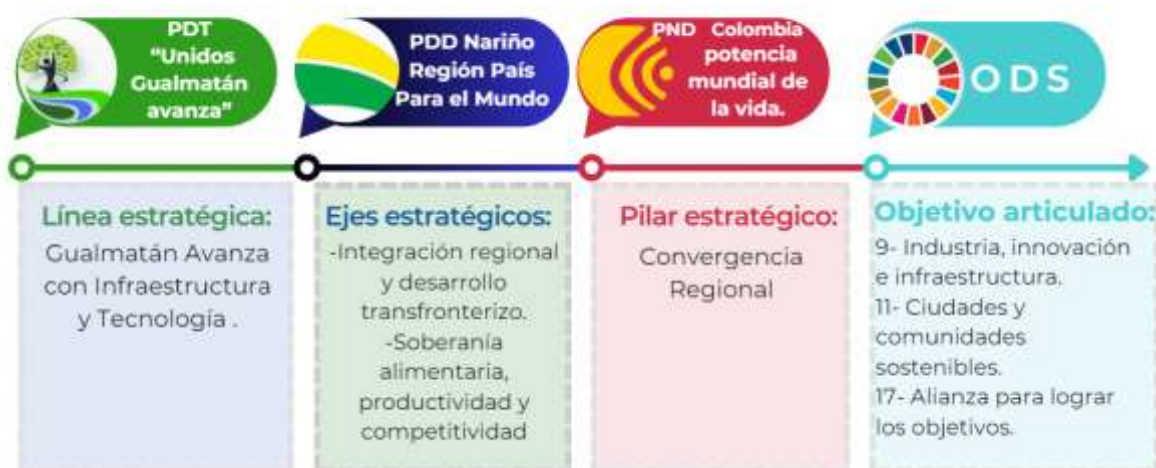 PDT
“Unidos
Gualmatán
avanza”
PDD Nariño
Región País
Para el Mundo
PND Colombia
potencia
mundial de
la vida.
ODS
Línea estratégica:
Gualmatán Avanza
con Infraestructura
y Tecnología .
Ejes estratégicos:
-Integración regional
y desarrollo
transfronterizo.
-Soberanía
alimentaria,
productividad y
competitividad
Pilar estratégico:
Convergencia
Regional
Objetivo articulado:
9- Industria, innovación
e infraestructura.
11- Ciudades y
comunidades
sostenibles.
17- Alianza para lograr
los objetivos.